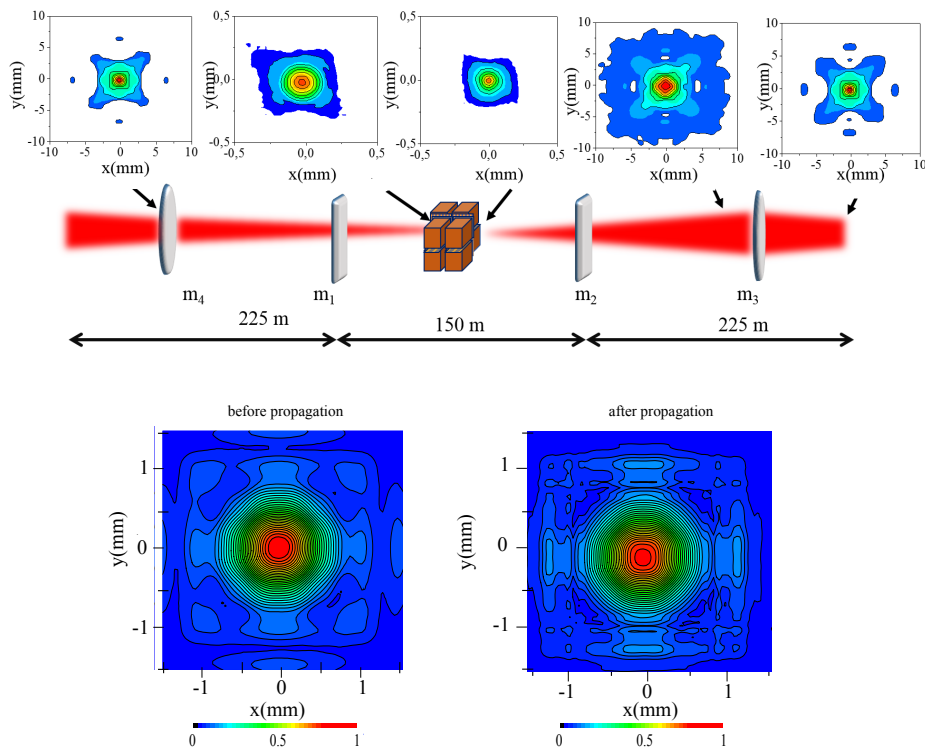 10
5
0
-5
-10
y(mm)
-10 -5 0 5 10
x(mm)
0,5
0,0
-0,5
y(mm)
-0,5 0,0 0,5
x(mm)
0,5
0,0
-0,5
y(mm)
-0,5 0,0 0,5
x(mm)
10
5
0
-5
-10
y(mm)
-10 -5 0 5 10
x(mm)
10
5
0
-5
-10
y(mm)
-10 -5 0 5 10
x(mm)
m4 m1 m2 m3
225 m 150 m 225 m
before propagation
1
0
-1
y(mm)
-1 0 1
x(mm)
0 0.5 1
after propagation
1
0
-1
y(mm)
-1 0 1
x(mm)
0 0.5 1